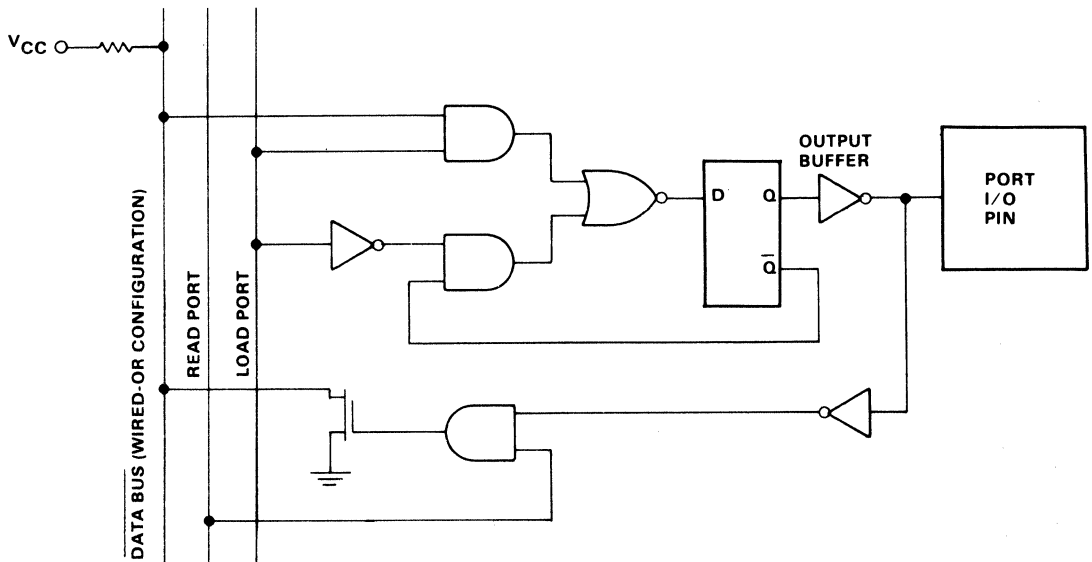 VCC
DATA BUS (WIRED-OR CONFIGURATION)
READ PORT
LOAD PORT
D
Q
Q̅
OUTPUT
BUFFER
PORT
I/O
PIN